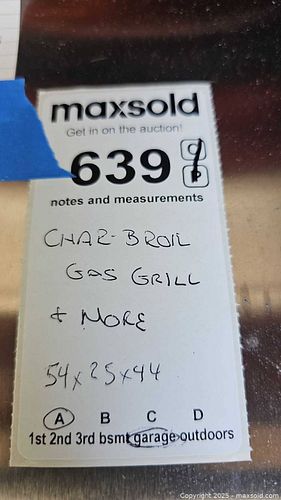 maxsold
Get in on the auction!
639 C
P
notes and measurements
CHAR-BROIL
GAS GRILL
+ MORE
54x25x44
A B C D
1st 2nd 3rd bsmt garage outdoors
Copyright 2025 - maxsold.com